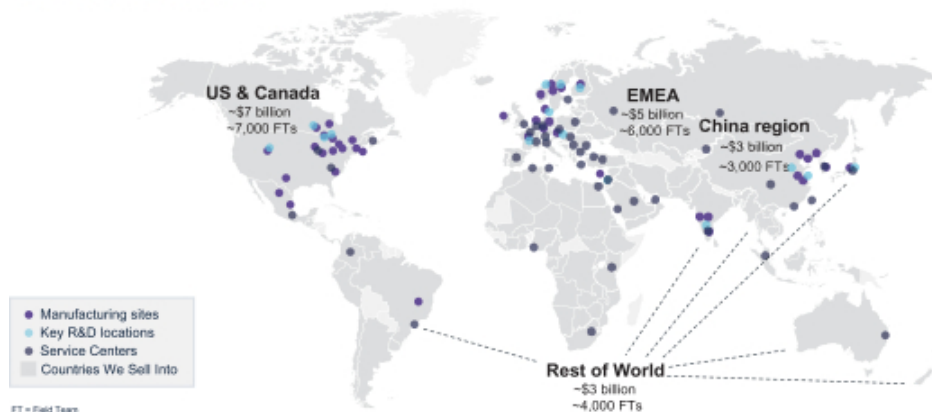 US & Canada
~$7 billion
~7,000 FTs
EMEA
~$5 billion
~6,000 FTs
China region
~$3 billion
~3,000 FTs
Manufacturing sites
Key R&D locations
Service Centers
Countries We Sell Into
Rest of World
~$3 billion
~4,000 FTs
FT = Field Team